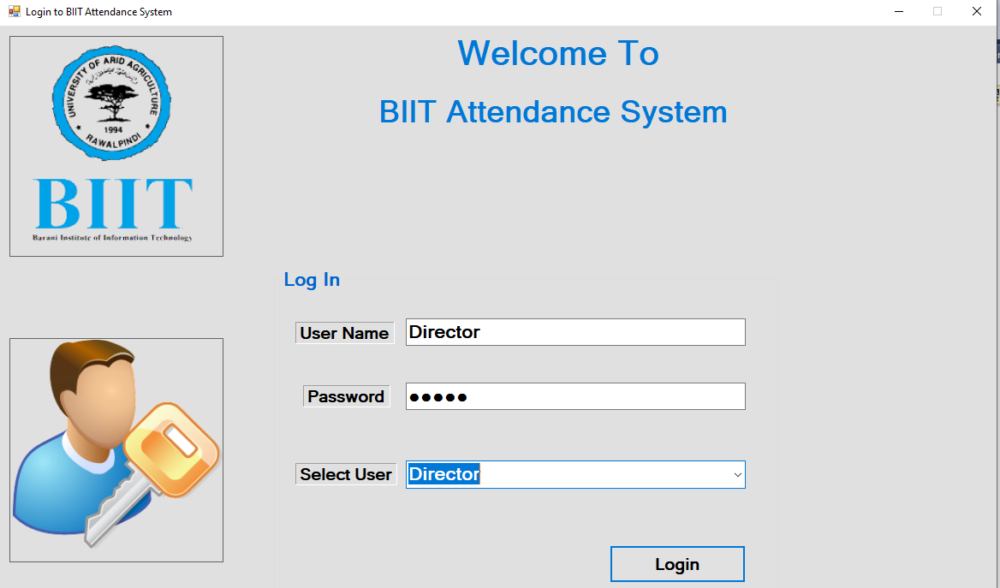 Login to BIIT Attendance System
Welcome To
BIIT Attendance System
UNIVERSITY OF ARID AGRICULTURE
1994
RAWALPINDI
BIIT
Barani Institute of Information Technology
Log In
User Name
Director
Password
●●●●●
Select User
Director
Login